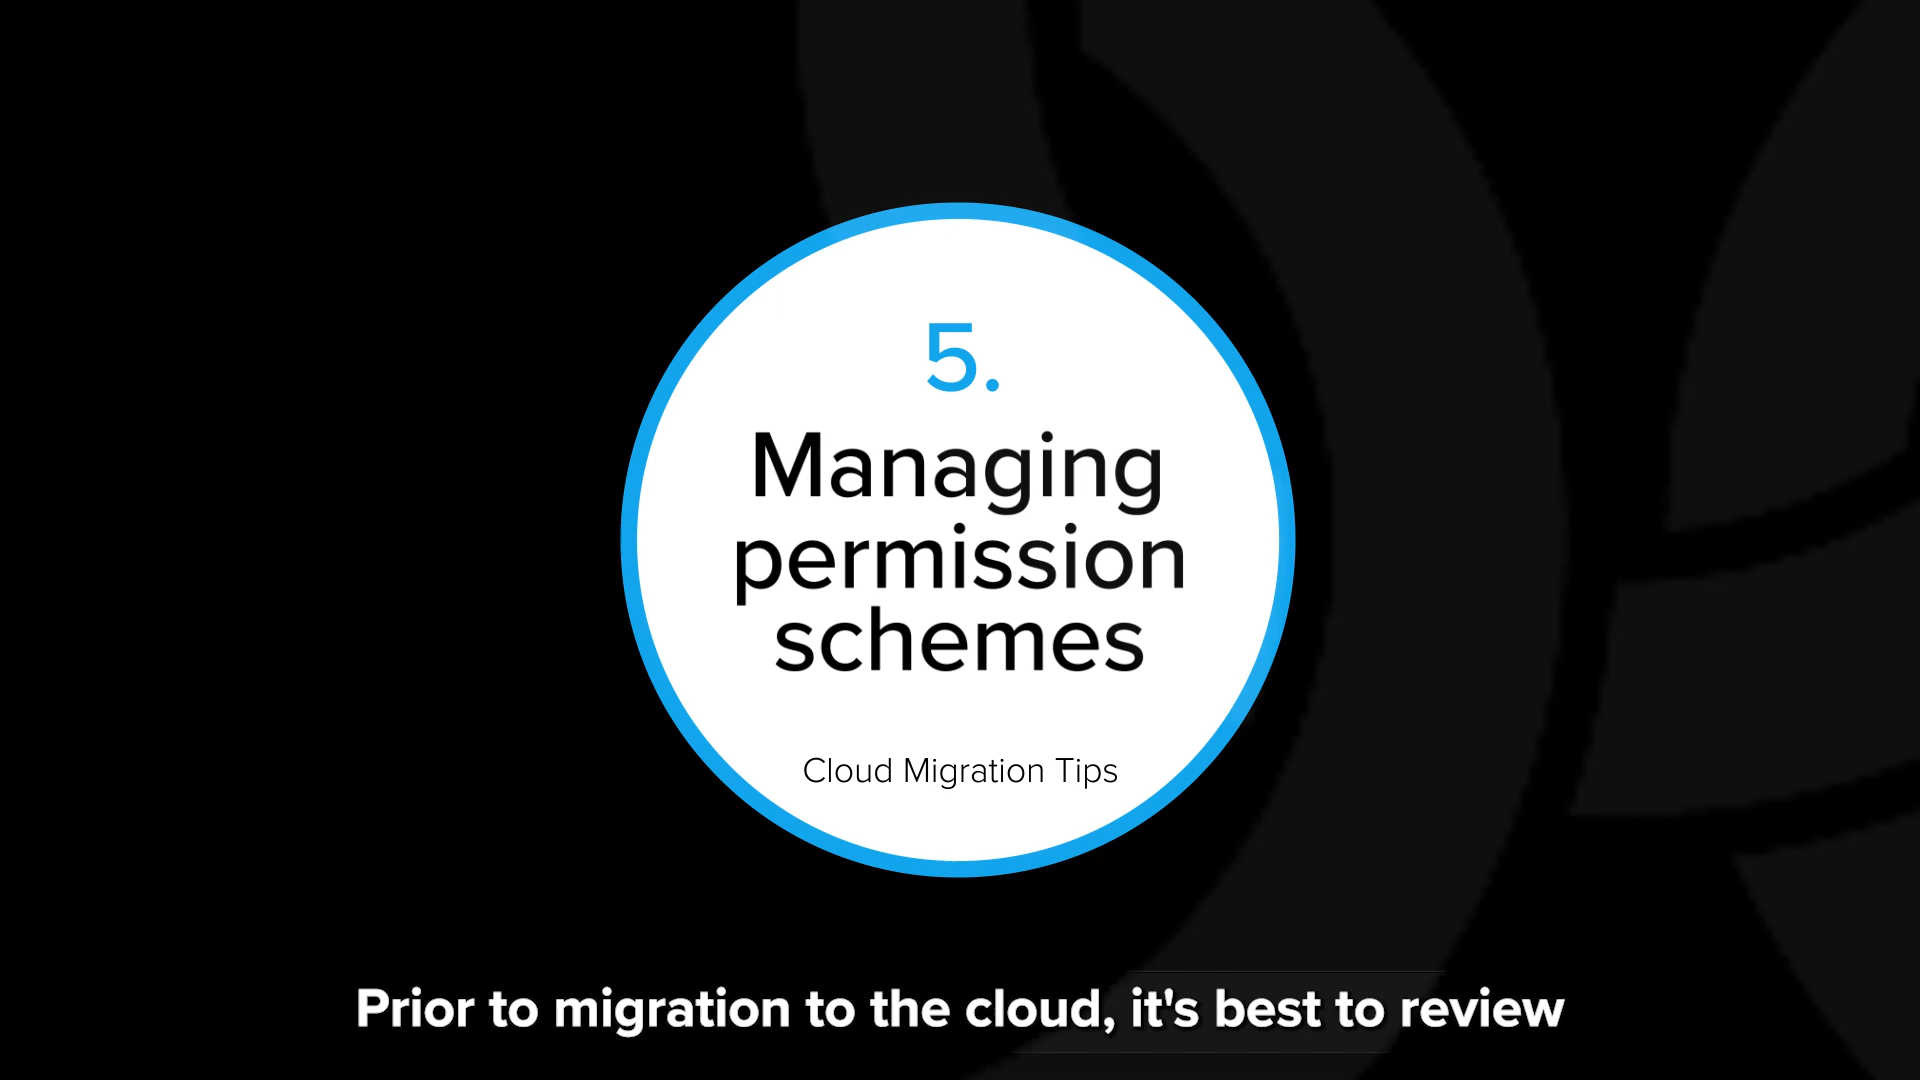 5.
Managing
permission
schemes
Cloud Migration Tips
Prior to migration to the cloud, it's best to review